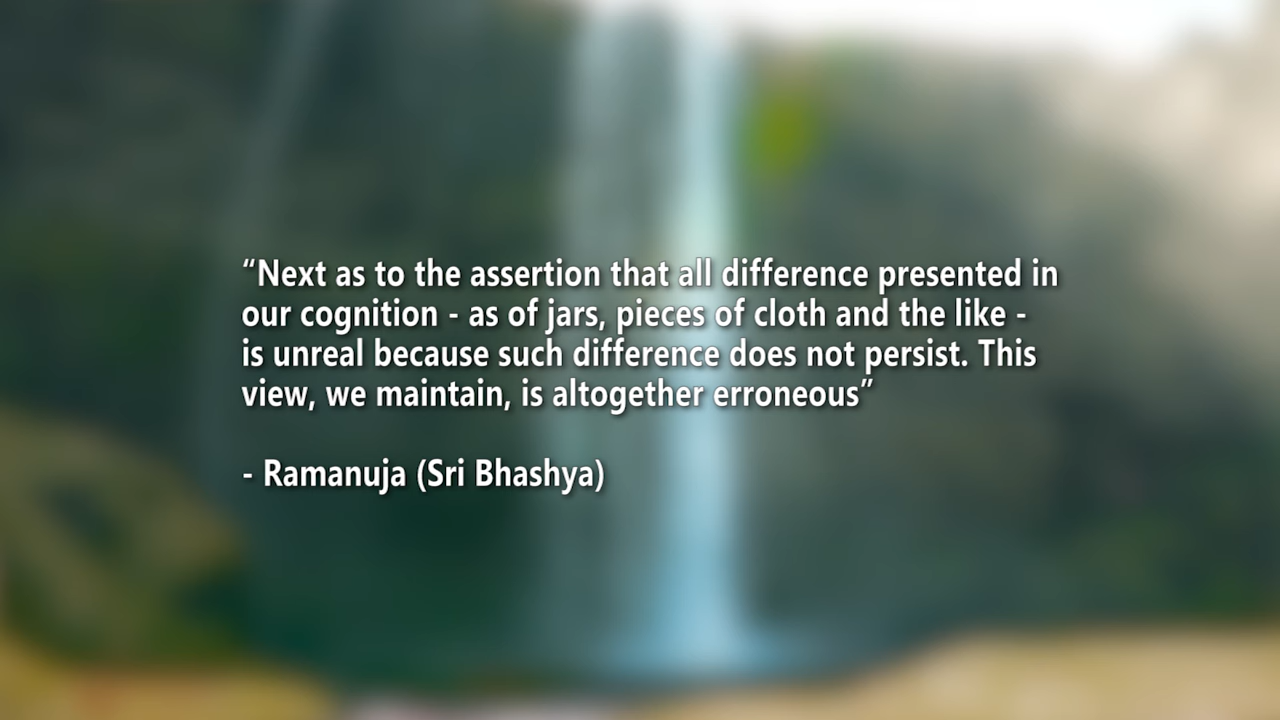 “Next as to the assertion that all difference presented in
our cognition - as of jars, pieces of cloth and the like -
is unreal because such difference does not persist. This
view, we maintain, is altogether erroneous”
- Ramanuja (Sri Bhashya)